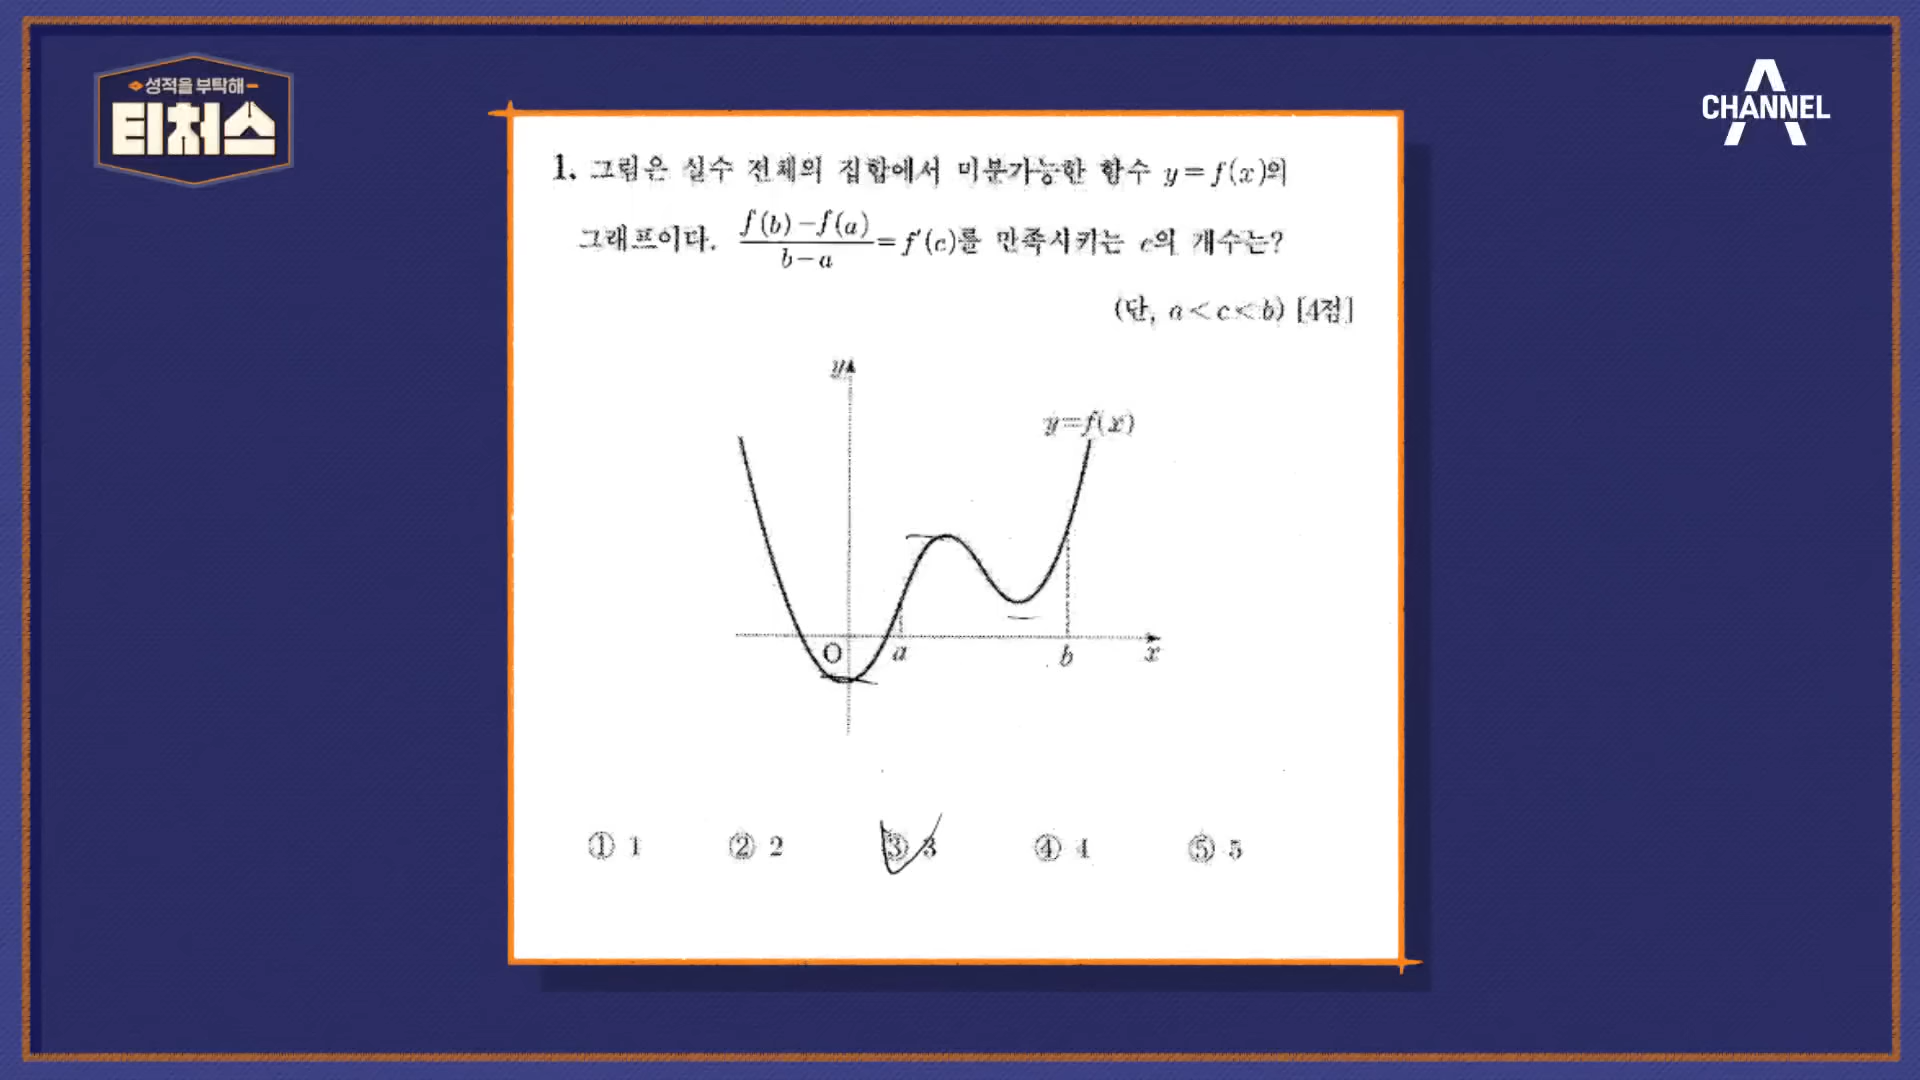 성적을 부탁해
티처스
CHANNEL A
1. 그림은 실수 전체의 집합에서 미분가능한 함수 y=f(x)의
그래프이다. \frac{f(b)-f(a)}{b-a}=f'(c)를 만족시키는 c의 개수는?
(단, a<c<b) [4점]
y
y=f(x)
O a b x
① 1 ② 2 ③ 3 ④ 4 ⑤ 5